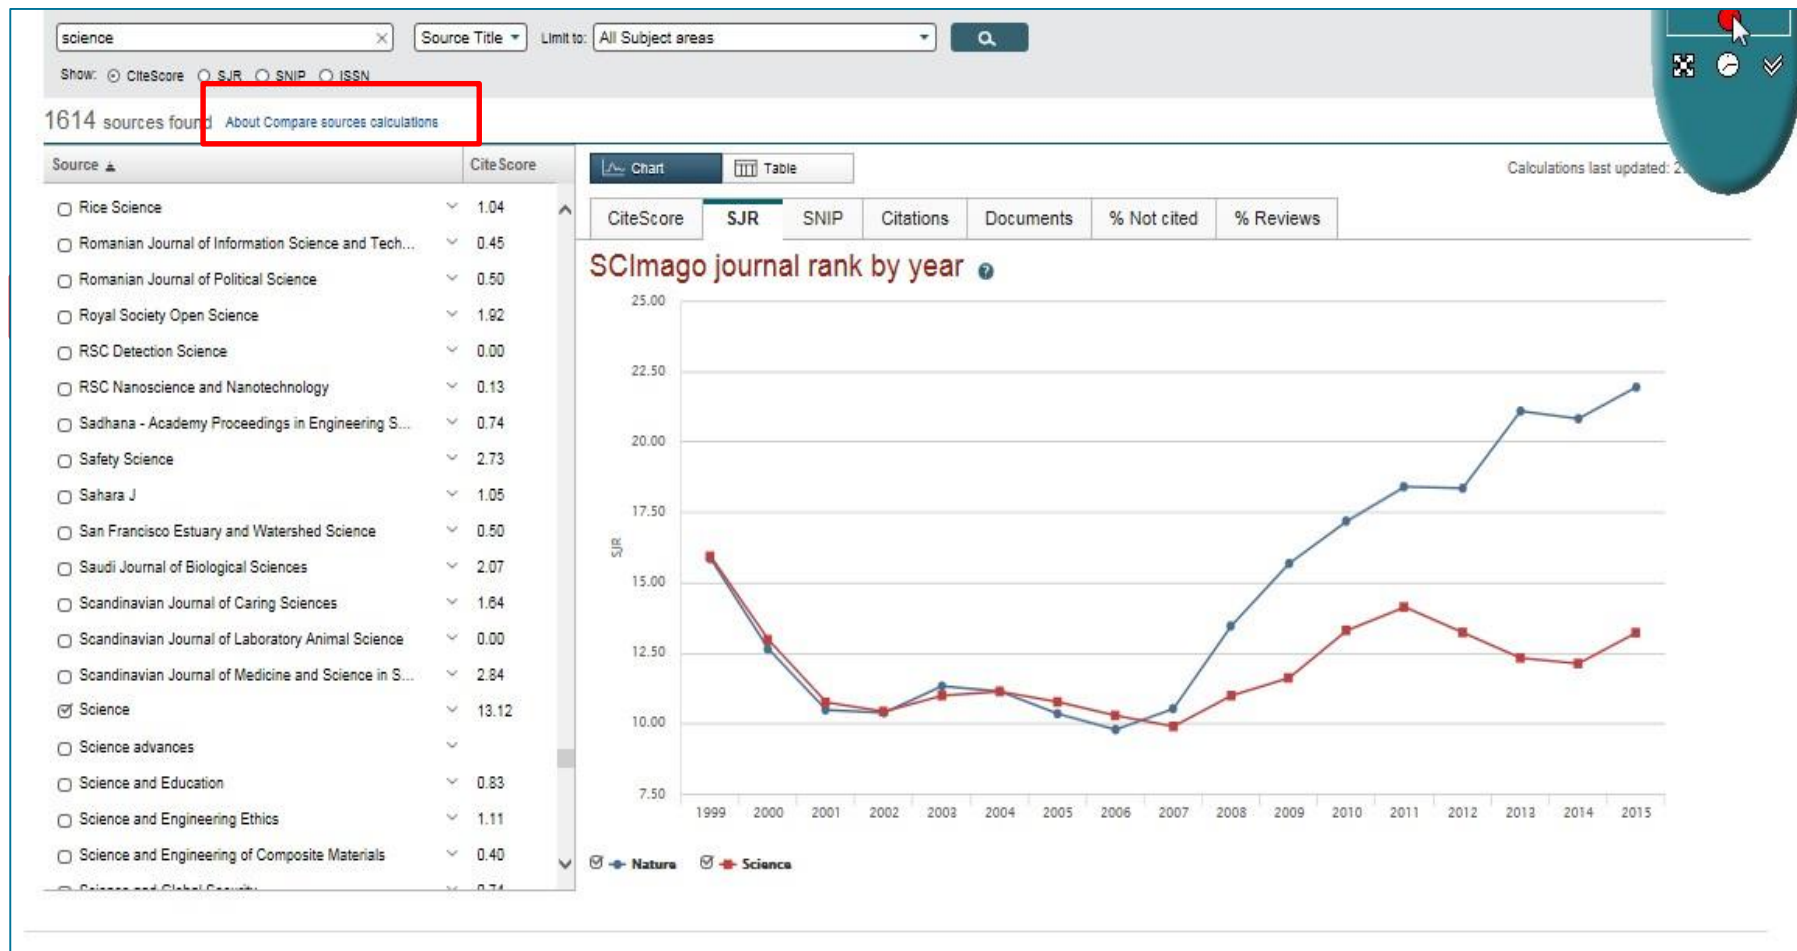 science
Source Title
Limit to:
All Subject areas
Show:
CiteScore
SJR
SNIP
ISSN
1614 sources found
About Compare sources calculations
Source
CiteScore
Rice Science 1.04
Romanian Journal of Information Science and Tech... 0.45
Romanian Journal of Political Science 0.50
Royal Society Open Science 1.92
RSC Detection Science 0.00
RSC Nanoscience and Nanotechnology 0.13
Sadhana - Academy Proceedings in Engineering S... 0.74
Safety Science 2.73
Sahara J 1.05
San Francisco Estuary and Watershed Science 0.50
Saudi Journal of Biological Sciences 2.07
Scandinavian Journal of Caring Sciences 1.64
Scandinavian Journal of Laboratory Animal Science 0.00
Scandinavian Journal of Medicine and Science in S... 2.84
Science 13.12
Science advances
Science and Education 0.83
Science and Engineering Ethics 1.11
Science and Engineering of Composite Materials 0.40
Science and Global Security 0.74
Chart
Table
Calculations last updated:
CiteScore
SJR
SNIP
Citations
Documents
% Not cited
% Reviews
SCImago journal rank by year
25.00
22.50
20.00
17.50
SJR
15.00
12.50
10.00
7.50
1999 2000 2001 2002 2003 2004 2005 2006 2007 2008 2009 2010 2011 2012 2013 2014 2015
Nature
Science